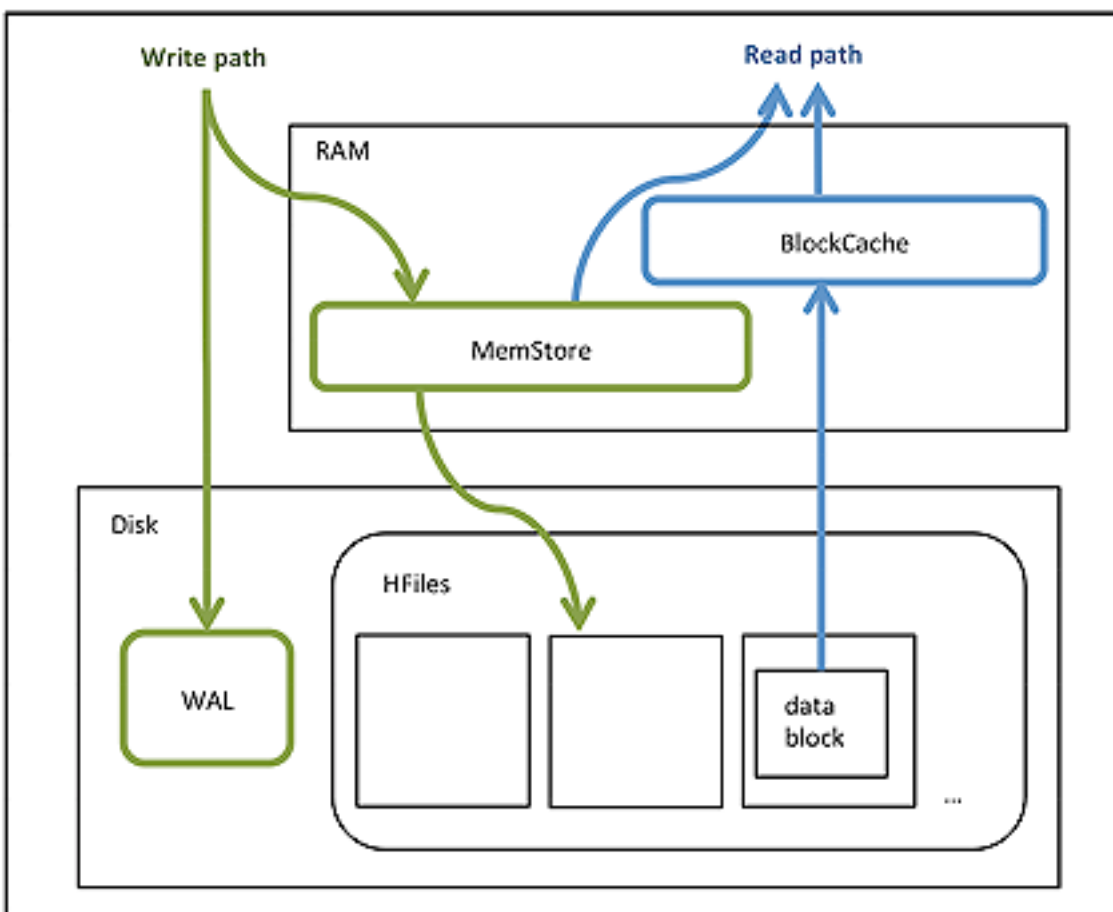 Write path
Read path
RAM
BlockCache
MemStore
Disk
HFiles
WAL
data
block
...